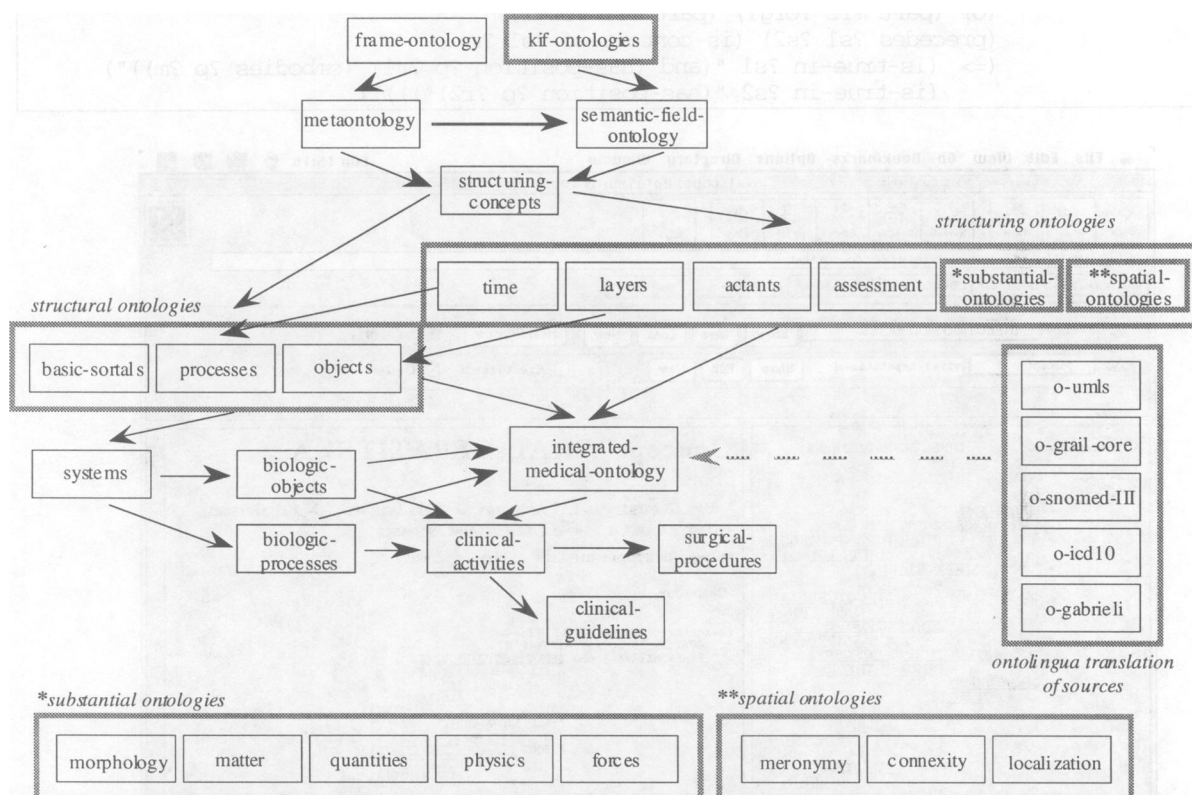 frame-ontology
kif-ontologies
metaontology
semantic-field-
ontology
structuring-
concepts
structuring ontologies
time
layers
actants
assessment
*substantial-
ontologies
**spatial-
ontologies
structural ontologies
basic-sortals
processes
objects
o-umls
o-grail-core
o-snomed-III
o-icd10
o-gabrieli
ontolingua translation
of sources
systems
biologic-
objects
integrated-
medical-ontology
biologic-
processes
clinical-
activities
surgical-
procedures
clinical-
guidelines
*substantial ontologies
morphology
matter
quantities
physics
forces
**spatial ontologies
meronymy
connexity
localization